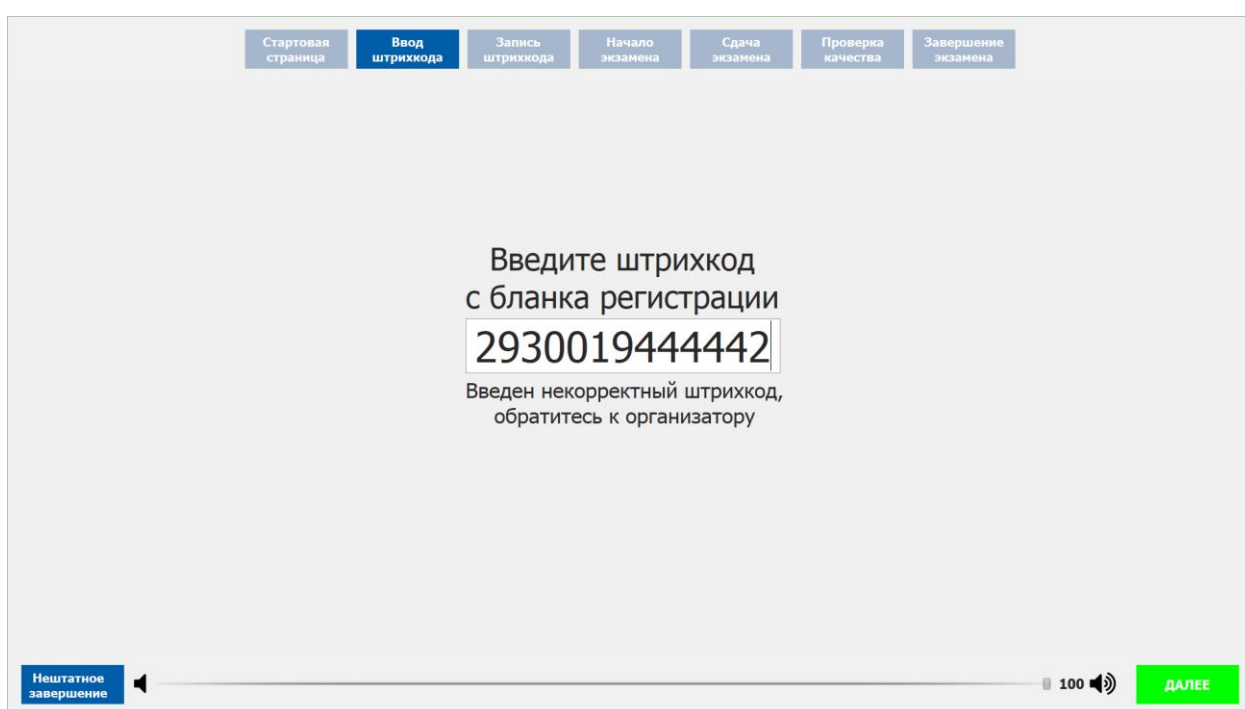 Стартовая
страница
Ввод
штрихкода
Запись
штрихкода
Начало
экзамена
Сдача
экзамена
Проверка
качества
Завершение
экзамена
Введите штрихкод
с бланка регистрации
2930019444442
Введен некорректный штрихкод,
обратитесь к организатору
Нештатное
завершение
100
ДАЛЕЕ